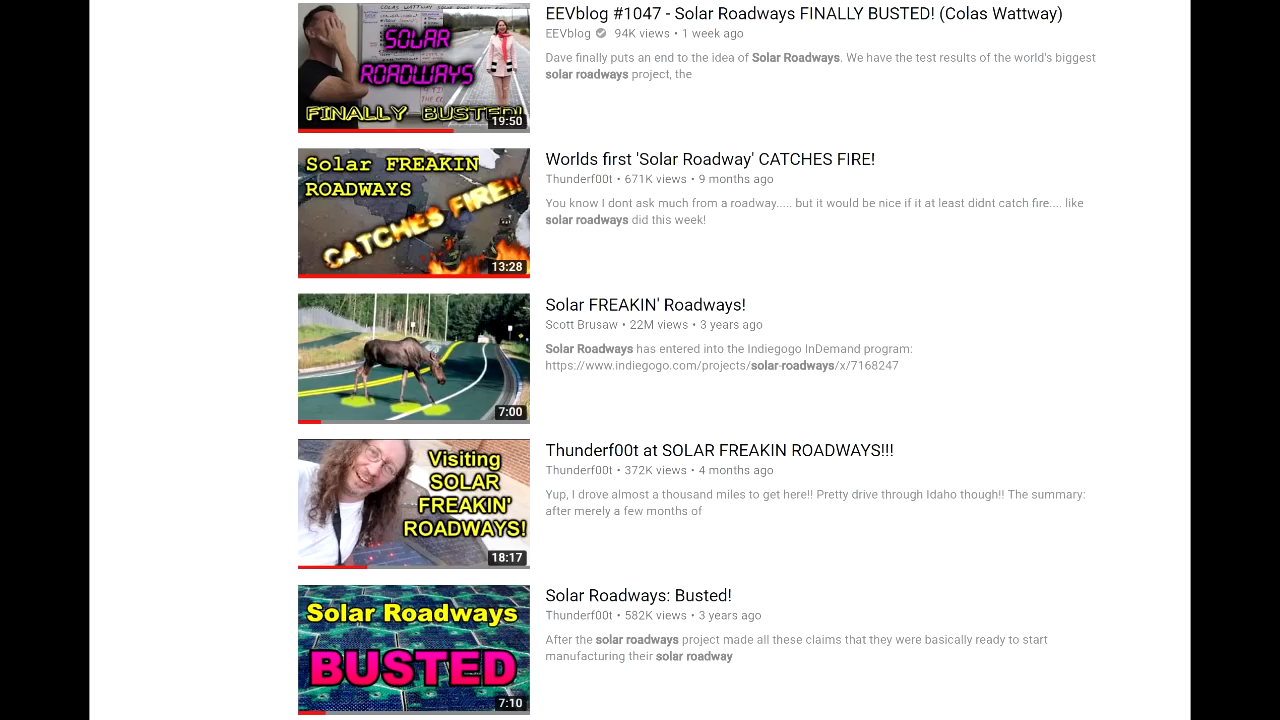 SOLAR
ROADWAYS
FINALLY BUSTED!
19:50
EEVblog #1042 - Solar Roadways FINALLY BUSTED! (Colas Wattway)
EEVblog 94K views • 1 week ago
Dave finally puts an end to the idea of Solar Roadways. We have the test results of the world's biggest
solar roadways project, the
Solar FREAKIN
ROADWAYS
CATCHES FIRE!!
13:28
Worlds first 'Solar Roadway' CATCHES FIRE!
Thunderf00t • 671K views • 9 months ago
You know I dont ask much from a roadway..... but it would be nice if it at least didnt catch fire.... like
solar roadways did this week!
7:00
Solar FREAKIN' Roadways!
Scott Brusaw • 22M views • 3 years ago
Solar Roadways has entered into the Indiegogo InDemand program:
https://www.indiegogo.com/projects/solar-roadways/x/7168247
Visiting
SOLAR
FREAKIN'
ROADWAYS!
18:17
Thunderf00t at SOLAR FREAKIN ROADWAYS!!!
Thunderf00t • 372K views • 4 months ago
Yup, I drove almost a thousand miles to get here!! Pretty drive through Idaho though!! The summary:
after merely a few months of
Solar Roadways
BUSTED
7:10
Solar Roadways: Busted!
Thunderf00t • 582K views • 3 years ago
After the solar roadways project made all these claims that they were basically ready to start
manufacturing their solar roadway